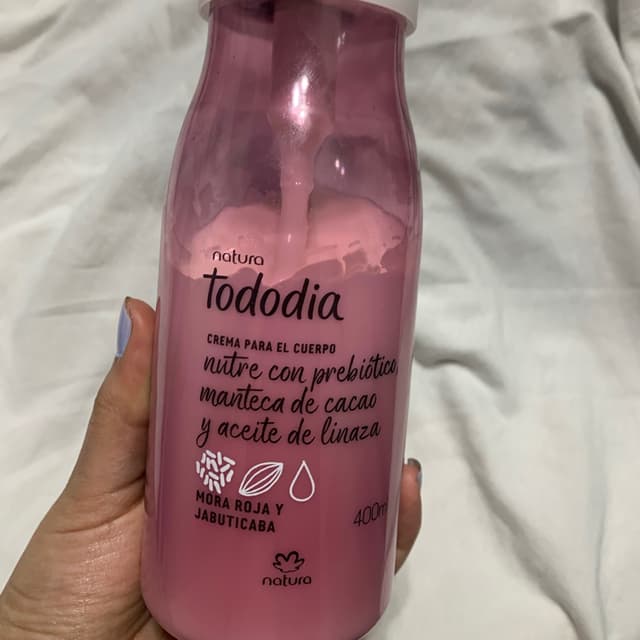 natura
tododia
CREMA PARA EL CUERPO
nutre con prebiótico,
manteca de cacao
y aceite de linaza
MORA ROJA Y
JABUTICABA
400ml
natura